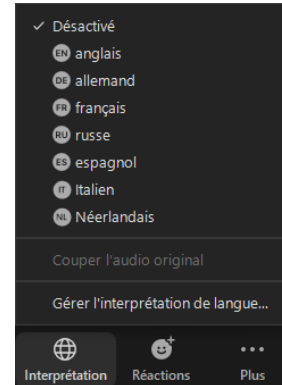 ✓ Désactivé
EN anglais
DE allemand
FR français
RU russe
ES espagnol
IT Italien
NL Néerlandais
Couper l'audio original
Gérer l'interprétation de langue...
Interprétation Réactions Plus